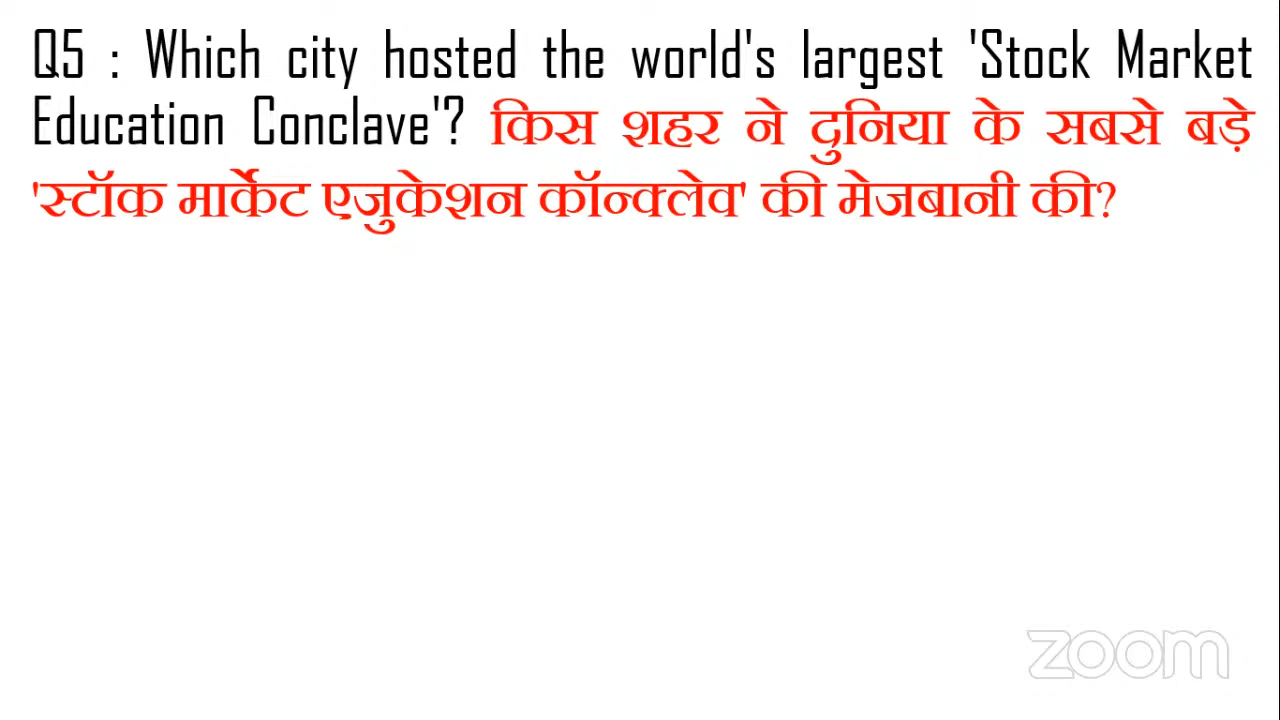 Q5 : Which city hosted the world's largest 'Stock Market
Education Conclave'? किस शहर ने दुनिया के सबसे बड़े
'स्टॉक मार्केट एजुकेशन कॉन्क्लेव' की मेजबानी की?
zoom